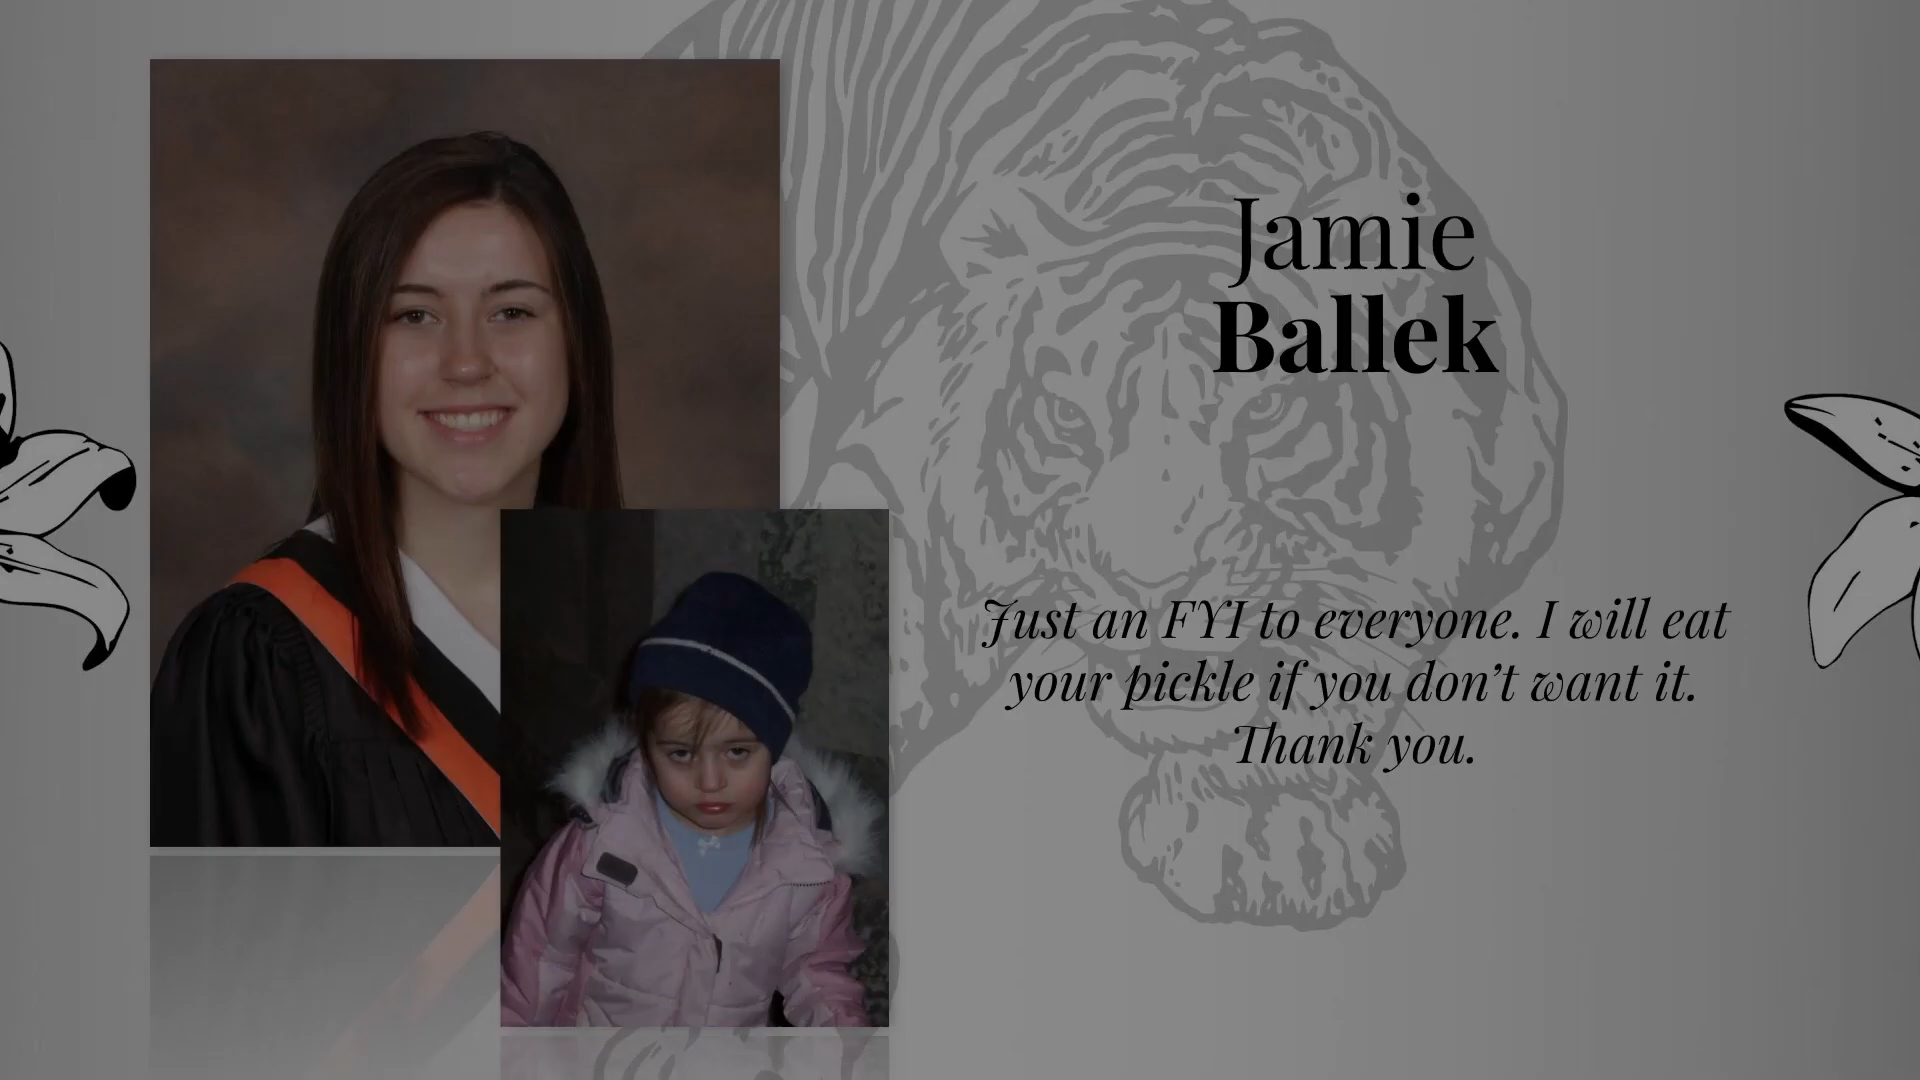 Jamie
Ballek
Just an FYI to everyone. I will eat
your pickle if you don’t want it.
Thank you.